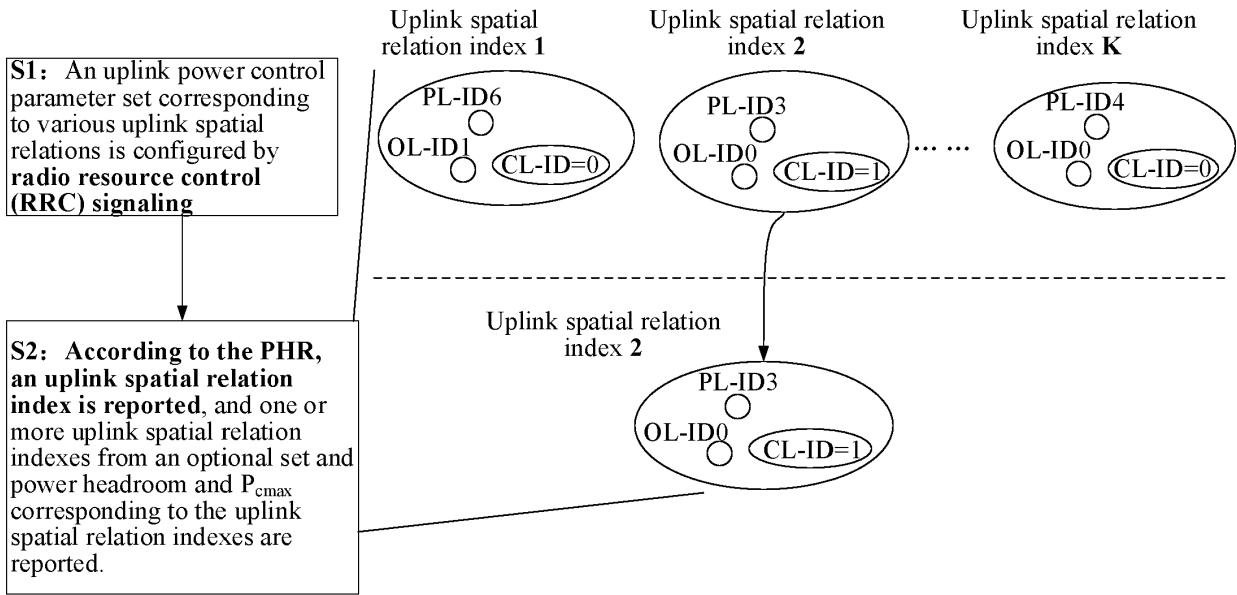 S1：An uplink power control
parameter set corresponding
to various uplink spatial
relations is configured by
radio resource control
(RRC) signaling
S2：According to the PHR,
an uplink spatial relation
index is reported, and one or
more uplink spatial relation
indexes from an optional set and
power headroom and Pcmax
corresponding to the uplink
spatial relation indexes are
reported.
Uplink spatial
relation index 1
PL-ID6
OL-ID1
CL-ID=0
Uplink spatial relation
index 2
PL-ID3
OL-ID0
CL-ID=1
... ...
Uplink spatial relation
index K
PL-ID4
OL-ID0
CL-ID=0
Uplink spatial relation
index 2
PL-ID3
OL-ID0
CL-ID=1